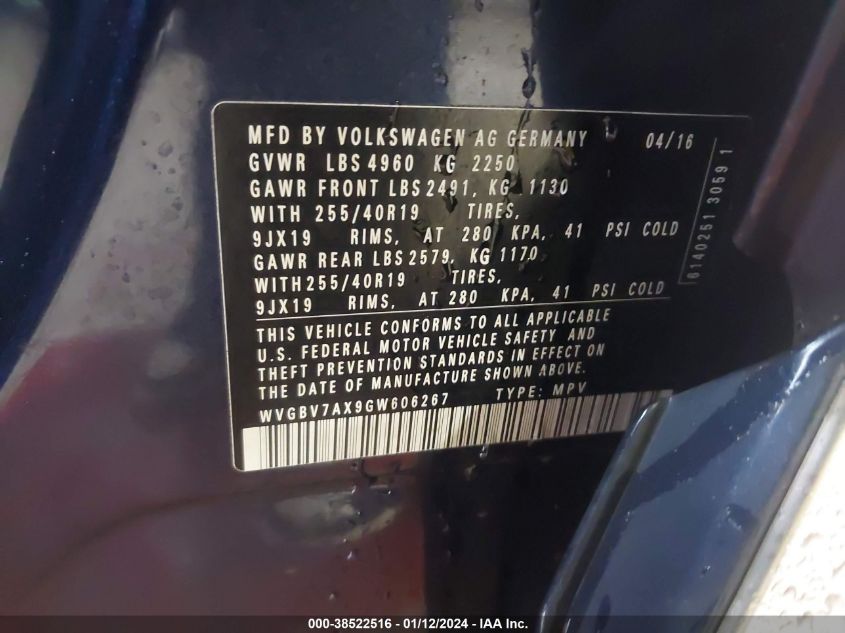 MFD BY VOLKSWAGEN AG GERMANY 04/16
GVWR LBS 4960 KG 2250
GAWR FRONT LBS 2491, KG 1130
WITH 255/40R19 TIRES,
9JX19 RIMS, AT 280 KPA, 41 PSI COLD
GAWR REAR LBS 2579, KG 1170
WITH 255/40R19 TIRES,
9JX19 RIMS, AT 280 KPA, 41 PSI COLD
THIS VEHICLE CONFORMS TO ALL APPLICABLE
U.S. FEDERAL MOTOR VEHICLE SAFETY AND
THEFT PREVENTION STANDARDS IN EFFECT ON
THE DATE OF MANUFACTURE SHOWN ABOVE.
WVGBV7AX9GW606267 TYPE: MPV
6140251 3059 1
000-38522516 - 01/12/2024 - IAA Inc.